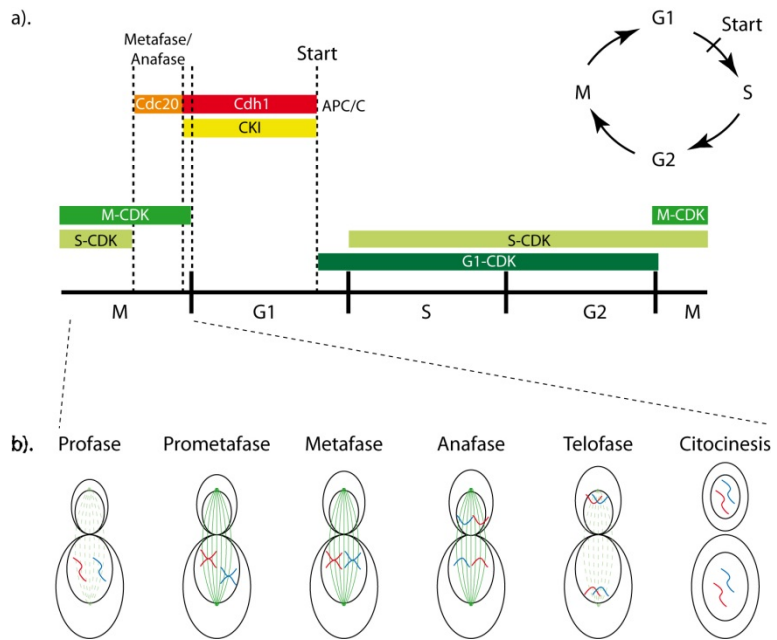 a).
Metafase/
Anafase
Start
Cdc20
Cdh1
APC/C
CKI
G1
Start
M
S
G2
M-CDK
M-CDK
S-CDK
S-CDK
G1-CDK
M
G1
S
G2
M
b).
Profase
Prometafase
Metafase
Anafase
Telofase
Citocinesis